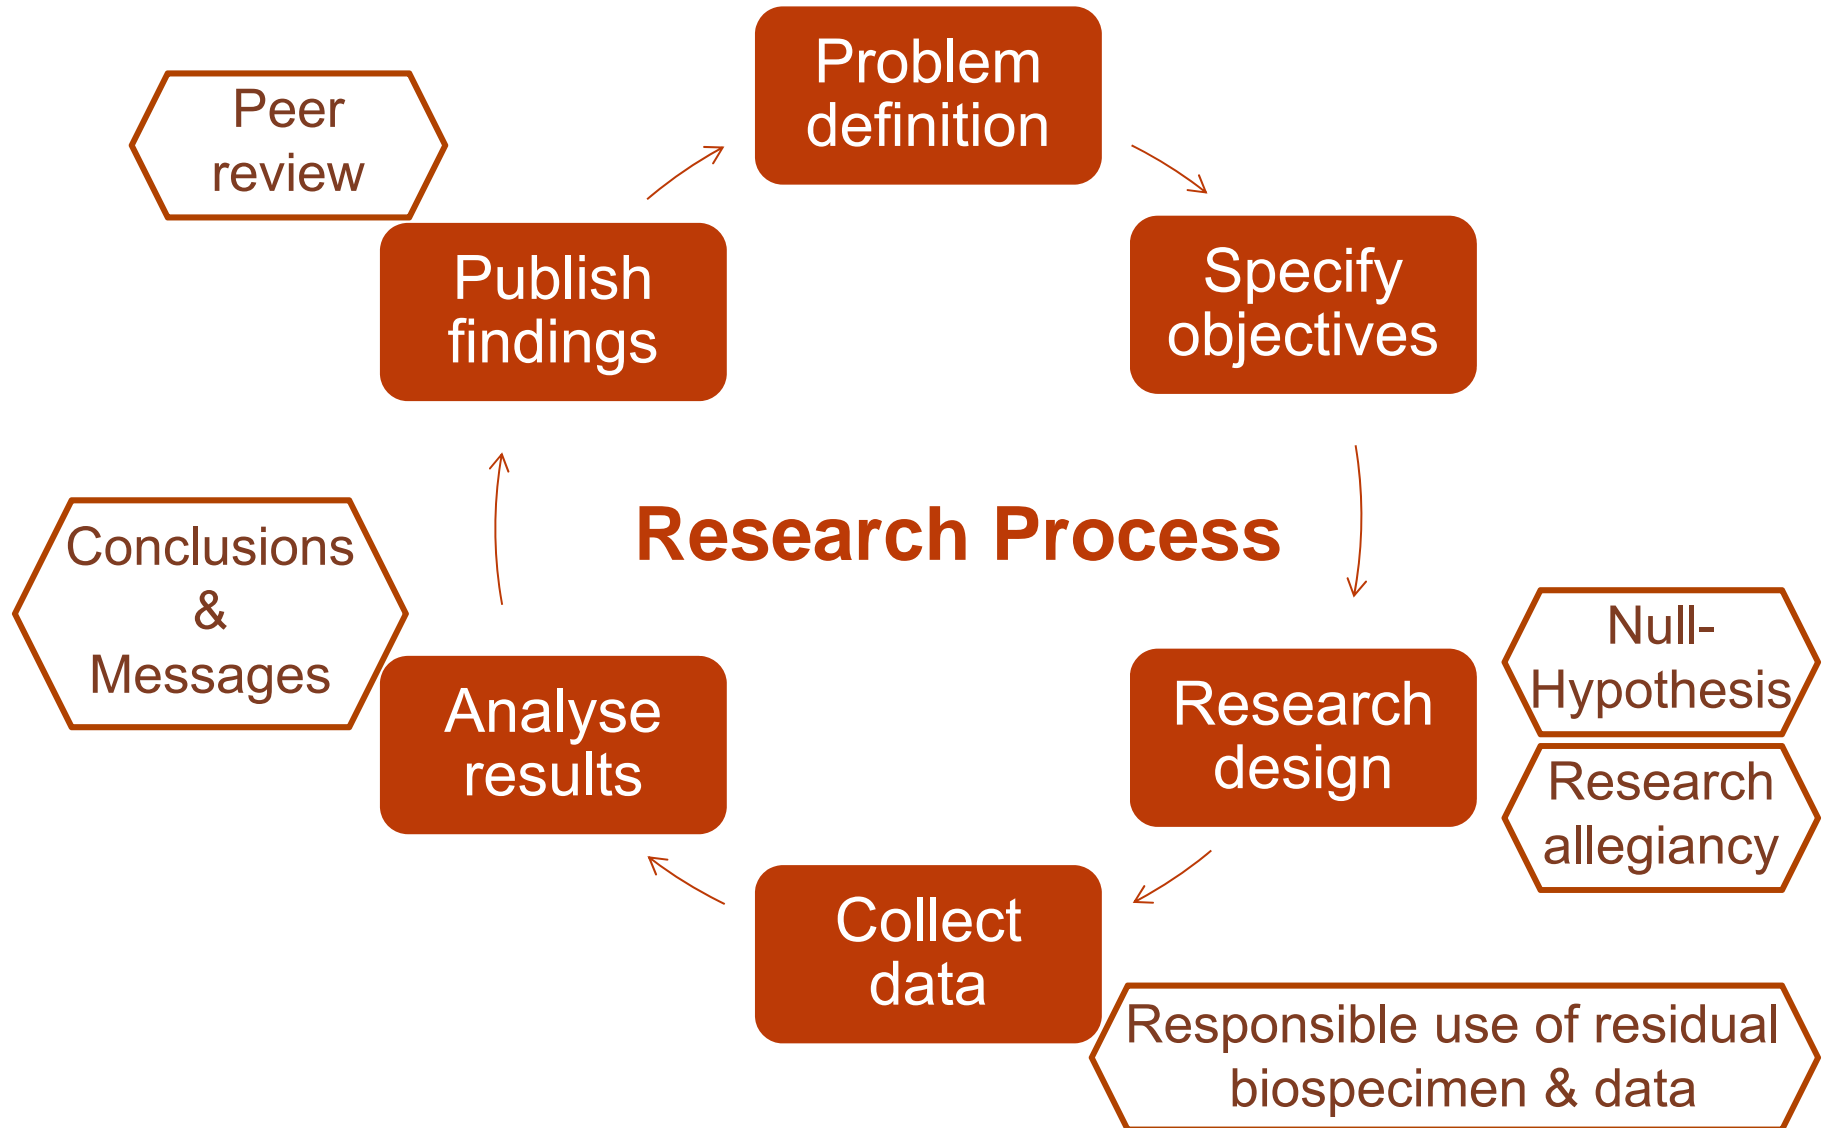 Problem
definition
Peer
review
Specify
objectives
Publish
findings
Research Process
Conclusions
&
Messages
Null-
Hypothesis
Research
design
Analyse
results
Research
allegiancy
Collect
data
Responsible use of residual
biospecimen & data